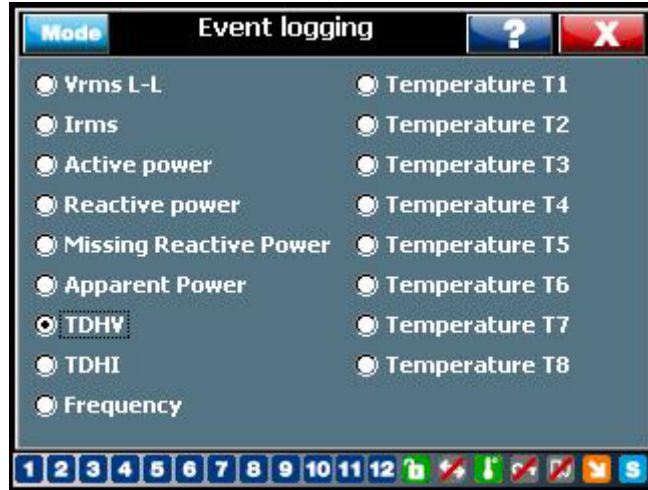 Mode Event logging ? X
Vrms L-L
Irms
Active power
Reactive power
Missing Reactive Power
Apparent Power
TDHV
TDHI
Frequency
Temperature T1
Temperature T2
Temperature T3
Temperature T4
Temperature T5
Temperature T6
Temperature T7
Temperature T8
1 2 3 4 5 6 7 8 9 10 11 12 S